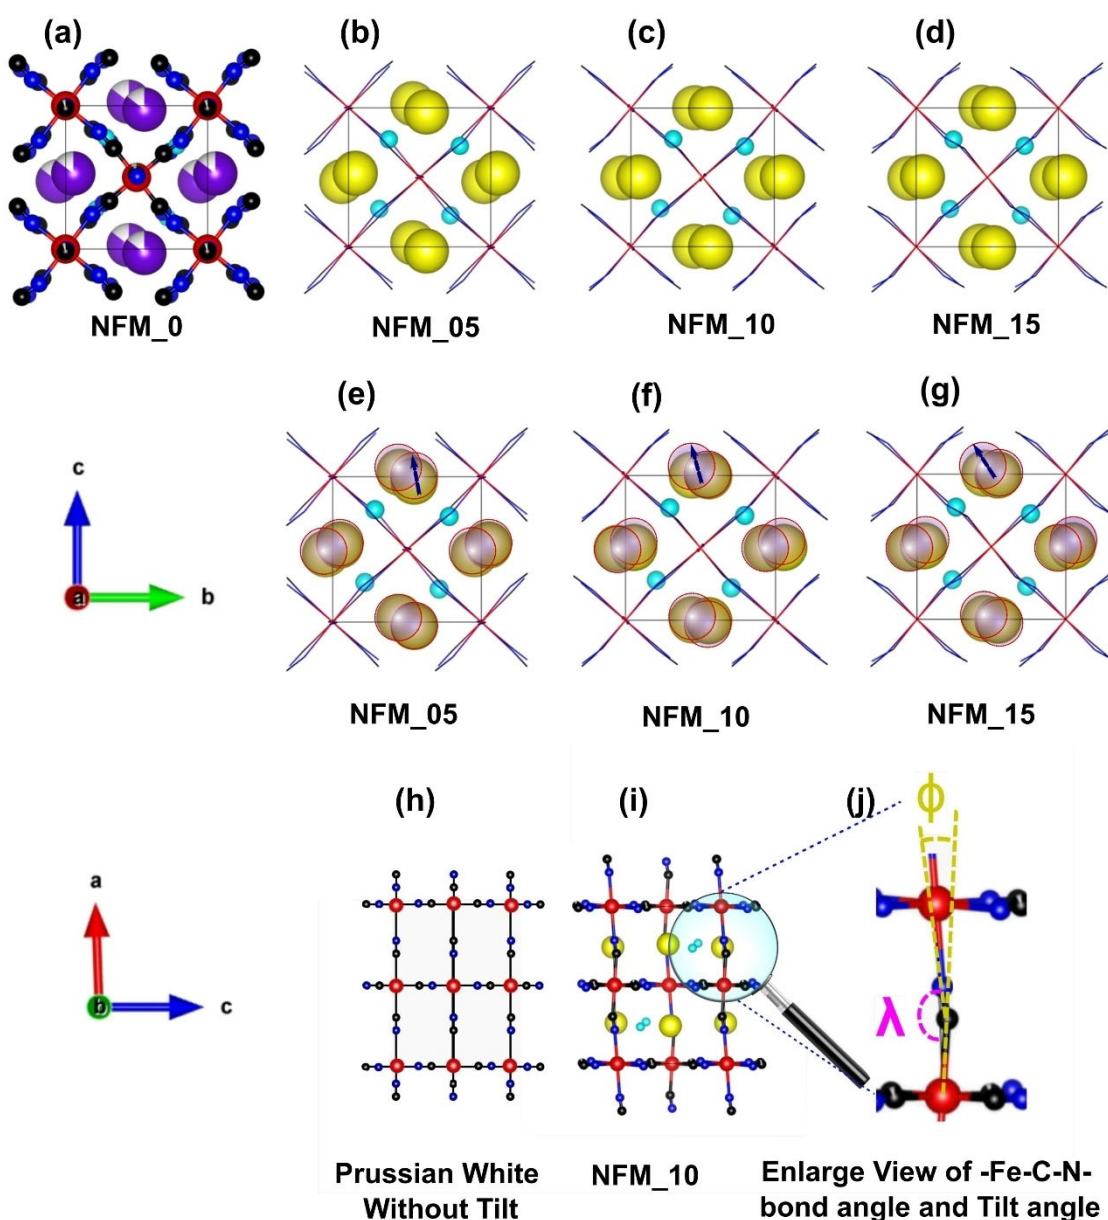 (a)
(b)
(c)
(d)
NFM_0
NFM_05
NFM_10
NFM_15
(e)
(f)
(g)
c
a
b
NFM_05
NFM_10
NFM_15
(h)
(i)
(j)
ϕ
a
b
c
λ
Prussian White
Without Tilt
NFM_10
Enlarge View of -Fe-C-N-
bond angle and Tilt angle